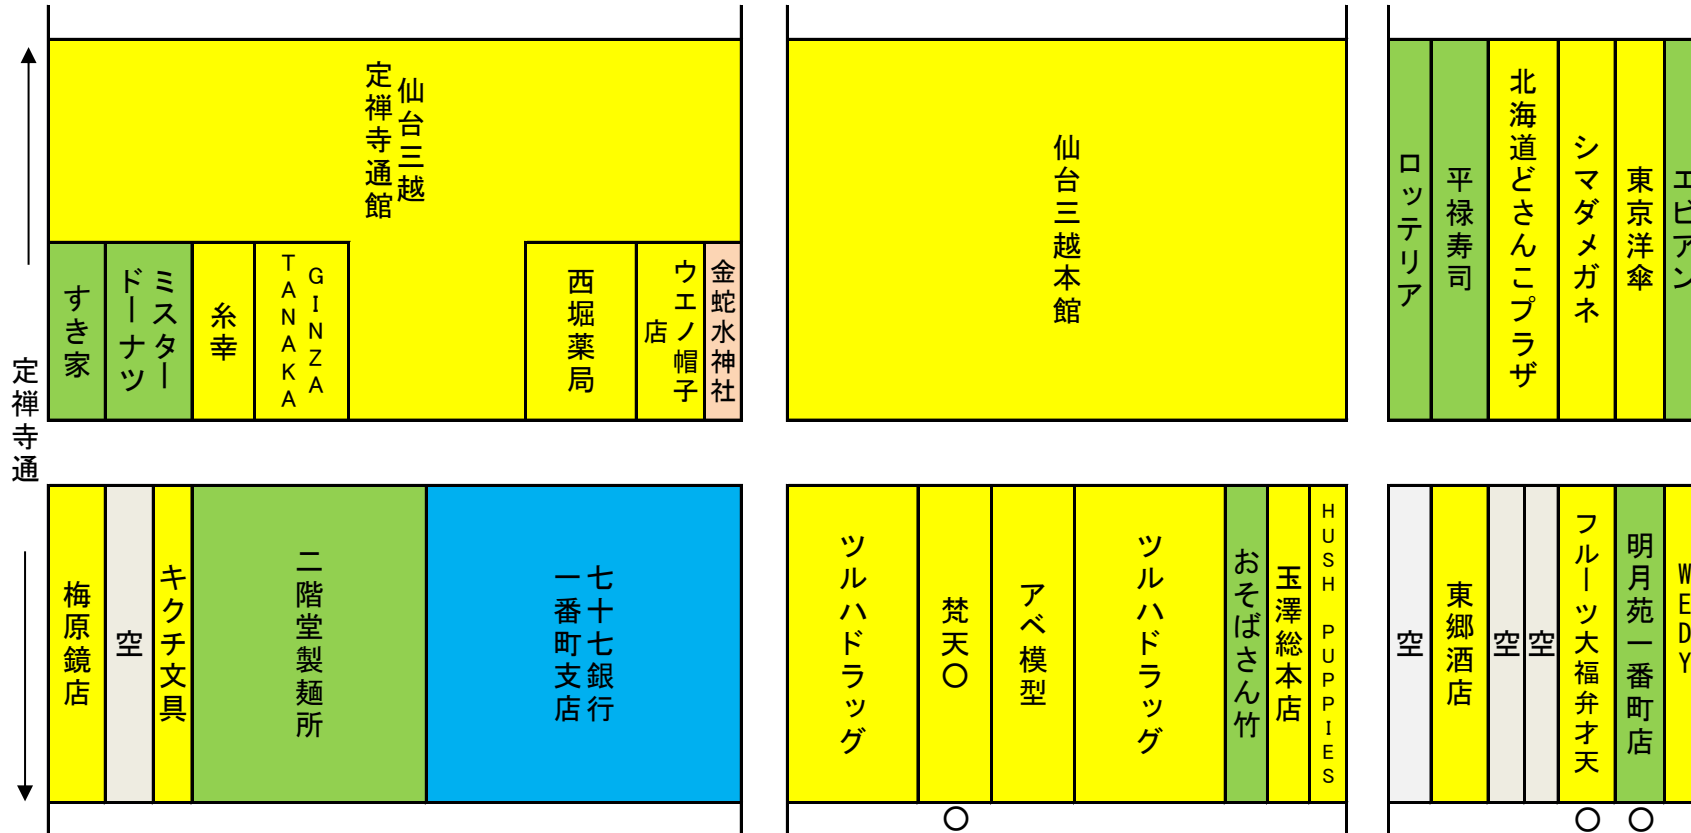 定禅寺通
仙台三越
定禅寺通館
すき家
ミスター
ドーナツ
糸幸
GINZA
TANAKA
西堀薬局
ウエノ帽子
店
金蛇水神社
仙台三越本館
ロッテリア
平禄寿司
北海道どさんこプラザ
シマダメガネ
東京洋傘
エビアン
梅原鏡店
空
キクチ文具
二階堂製麺所
七十七銀行
一番町支店
ツルハドラッグ
梵天〇
アベ模型
ツルハドラッグ
おそばさん竹
玉澤総本店
HUSH PUPPIES
空
東郷酒店
空
空
フルーツ大福弁才天
明月苑一番町店
WEDY
〇
〇
〇